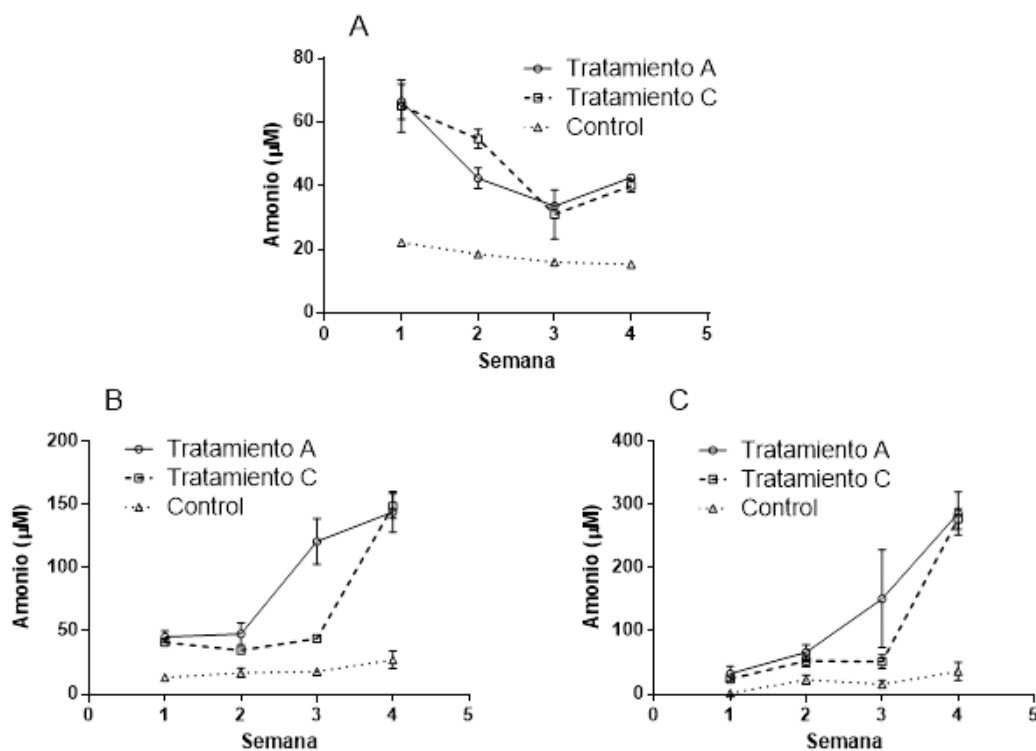 A
80
60
40
20
0
Amonio (µM)
Tratamiento A
Tratamiento C
Control
0 1 2 3 4 5
Semana
B
200
150
100
50
0
Amonio (µM)
Tratamiento A
Tratamiento C
Control
0 1 2 3 4 5
Semana
C
400
300
200
100
0
Amonio (µM)
Tratamiento A
Tratamiento C
Control
0 1 2 3 4 5
Semana